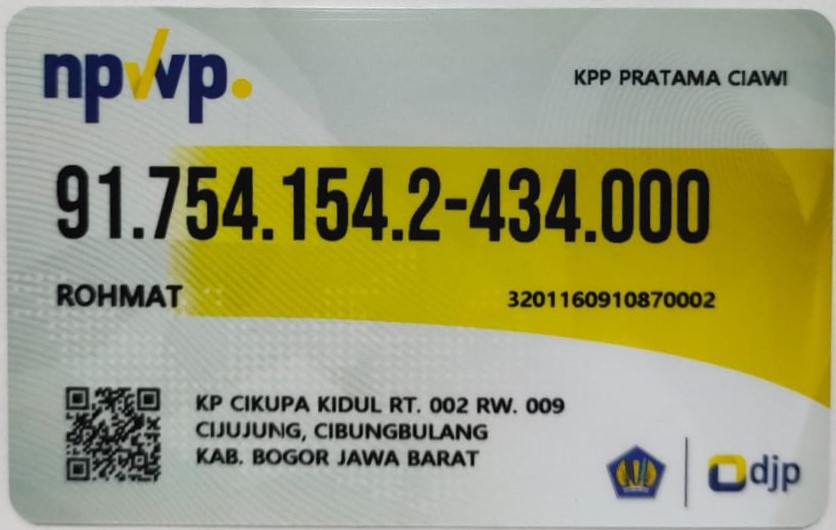 npwp.
KPP PRATAMA CIAWI
91.754.154.2-434.000
ROHMAT
3201160910870002
KP CIKUPA KIDUL RT. 002 RW. 009
CIJUJUNG, CIBUNGBULANG
KAB. BOGOR JAWA BARAT
djp